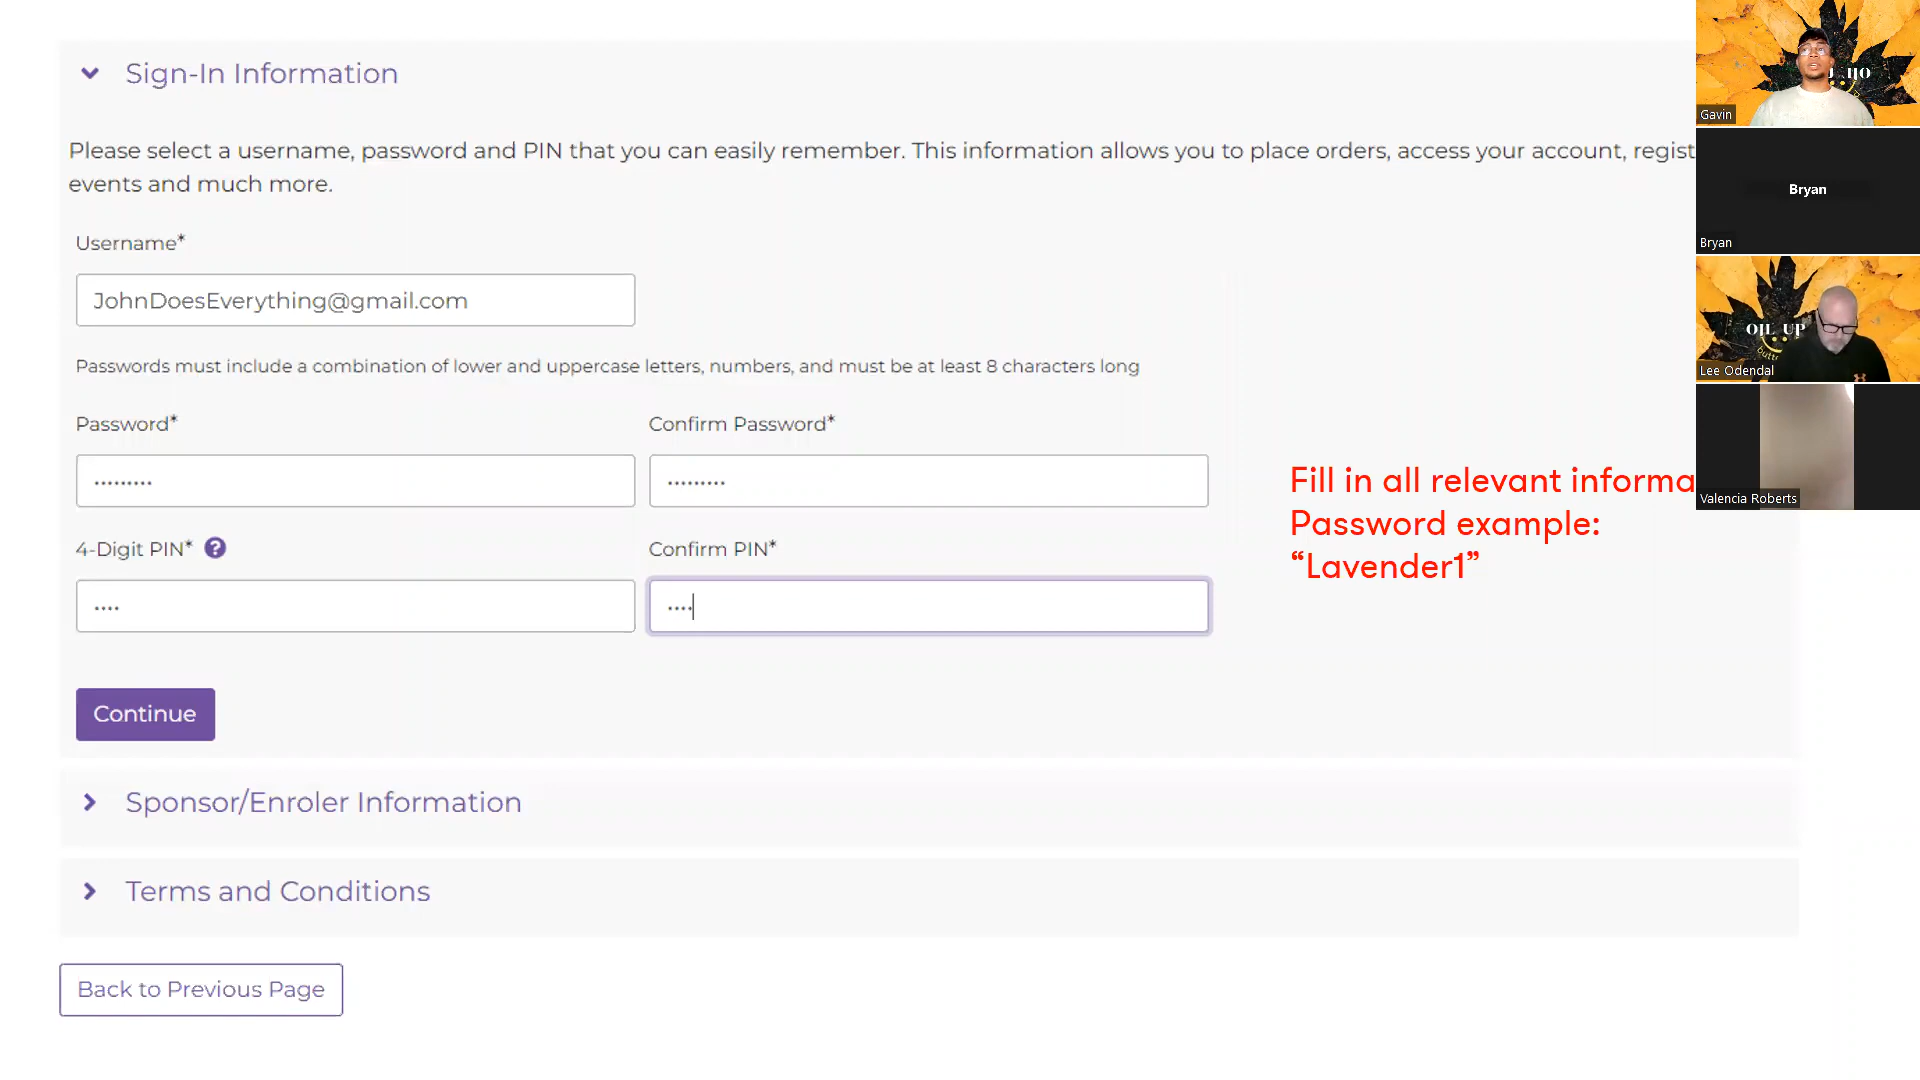 Sign-In Information
Please select a username, password and PIN that you can easily remember. This information allows you to place orders, access your account, regist
events and much more.
Username*
JohnDoesEverything@gmail.com
Passwords must include a combination of lower and uppercase letters, numbers, and must be at least 8 characters long
Password*
Confirm Password*
4-Digit PIN*
?
Confirm PIN*
Continue
Sponsor/Enroler Information
Terms and Conditions
Back to Previous Page
Fill in all relevant informa
Password example:
“Lavender1”
Gavin
Bryan
Bryan
OIL UP
Lee Odendal
Valencia Roberts